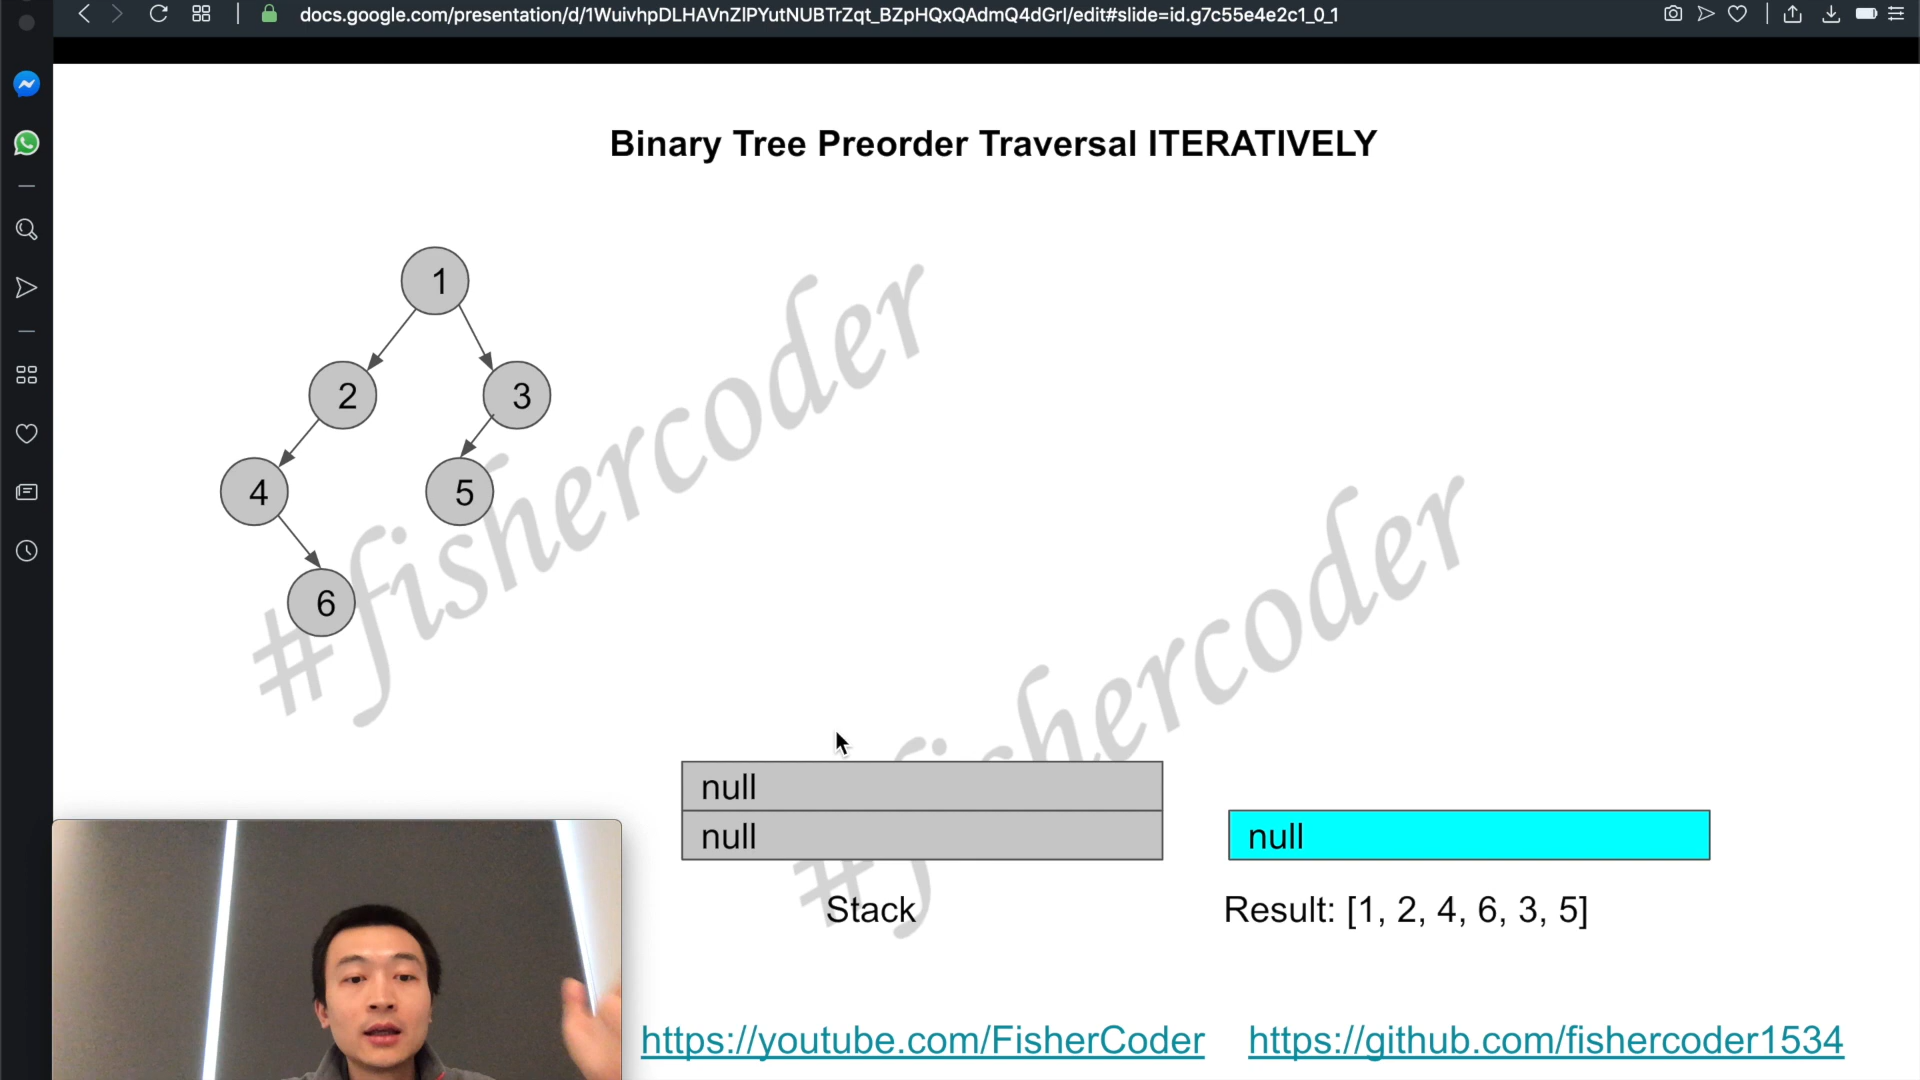 docs.google.com/presentation/d/1WuivhpDLHAVnZlPYutNUBTrZqt_BZpHQxQAdmQ4dGrI/edit#slide=id.g7c55e4e2c1_0_1
Binary Tree Preorder Traversal ITERATIVELY
1
2
3
4
5
6
#fishercoder
#fishercoder
null
null
null
Stack
Result: [1, 2, 4, 6, 3, 5]
https://youtube.com/FisherCoder
https://github.com/fishercoder1534